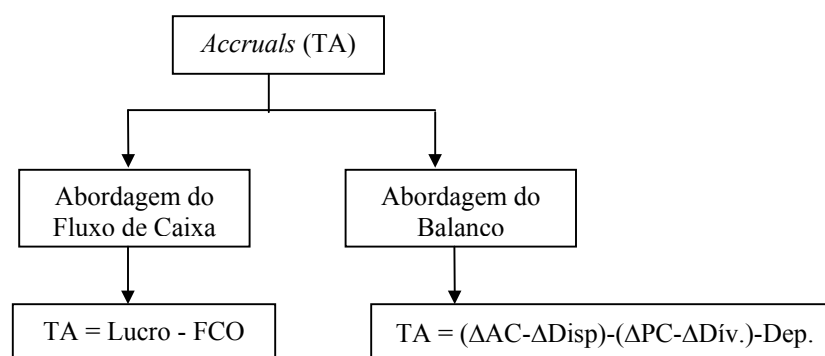 Accruals (TA)
Abordagem do
Fluxo de Caixa
Abordagem do
Balanco
TA = Lucro - FCO
TA = (ΔAC-ΔDisp)-(ΔPC-ΔDív.)-Dep.